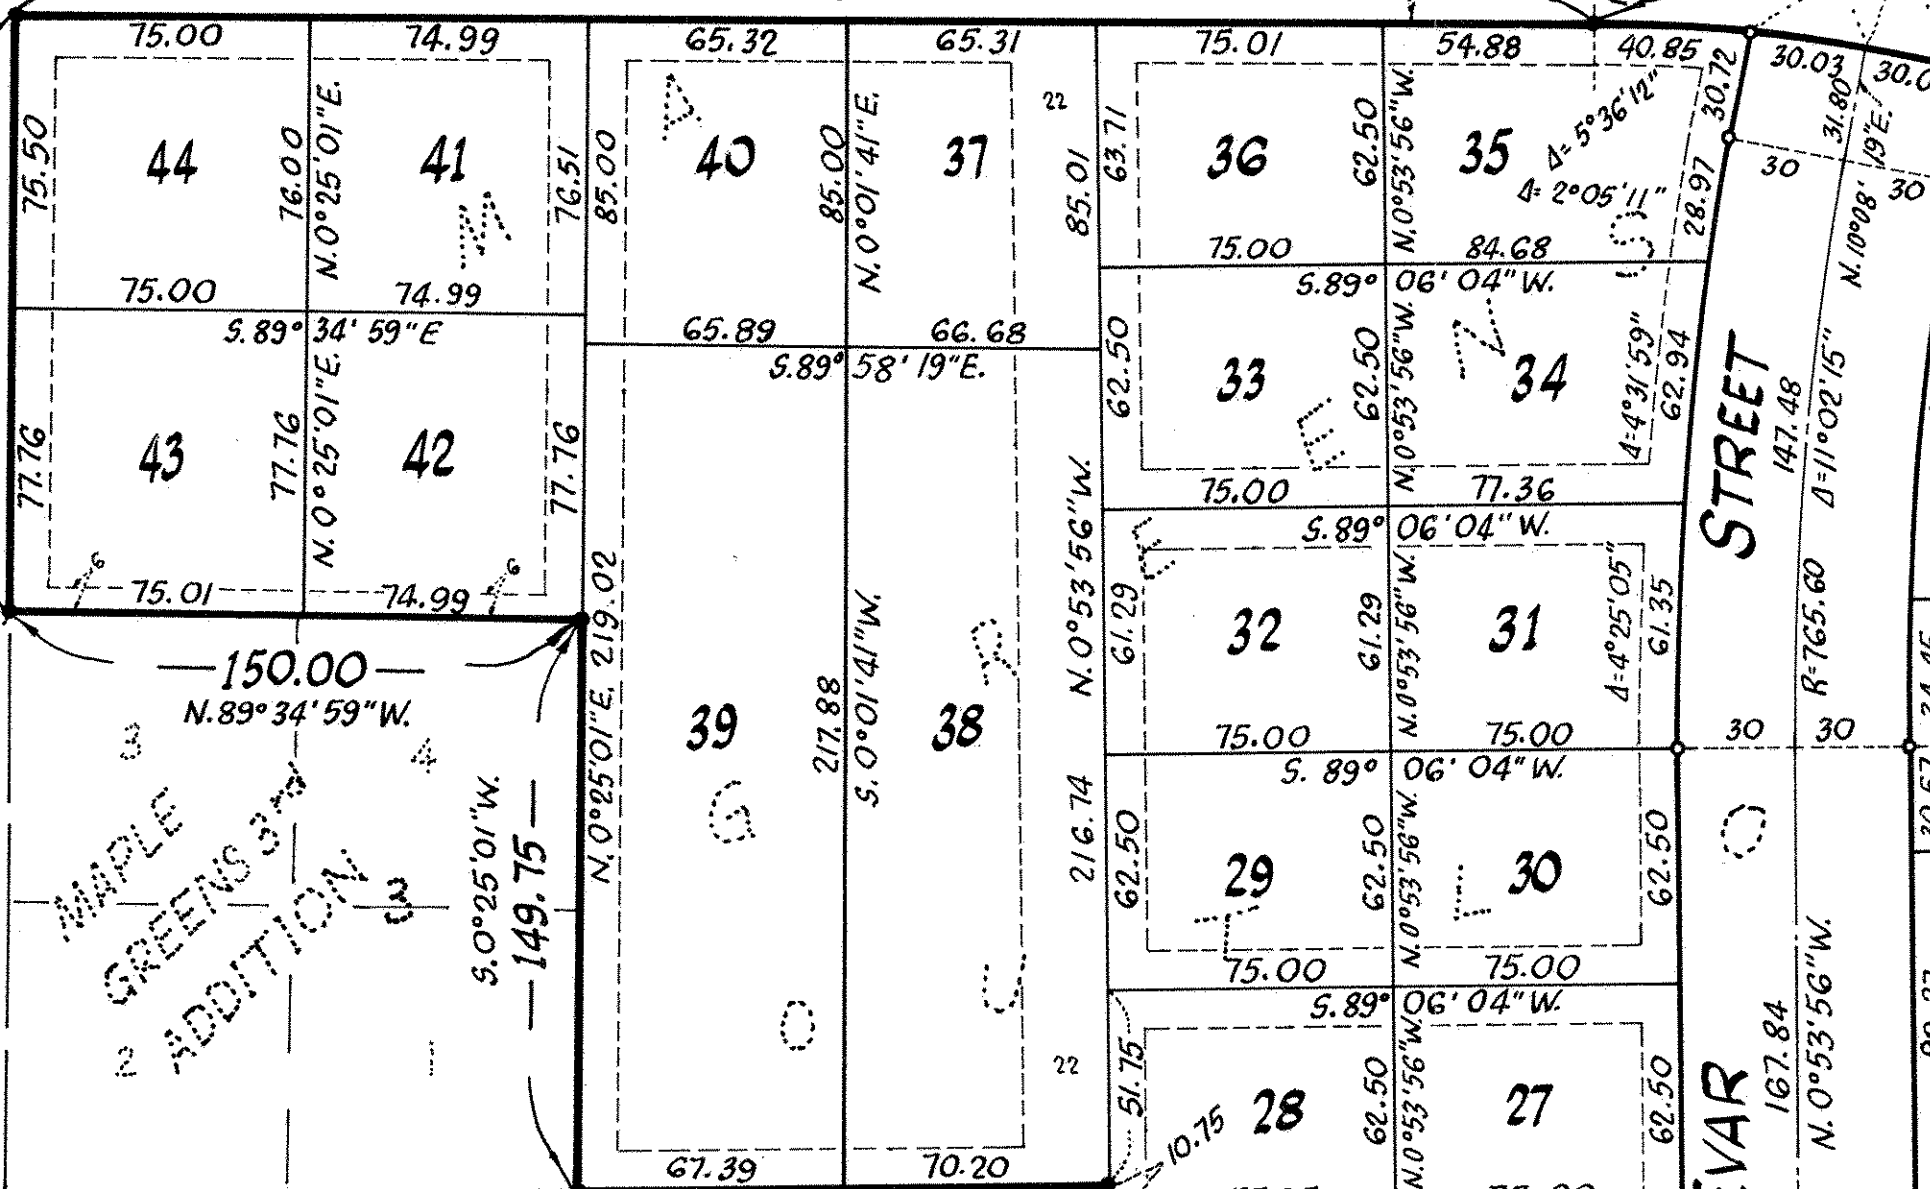 75.00 74.99 65.32 65.31 75.01 54.88 40.85 30.03
75.50 44 76.00 N.0°25'01"E. 41 76.51
85.00 40 85.00 N.0°01'41"E. 37 22 85.01
63.71 36 62.50 N.0°53'56"W. 35 Δ=5°36'12" Δ=2°05'11" 30.72 28.97
31.80 N.10°08'19"E.
30 30
75.00 74.99
S.89°34'59"E
75.00 84.68
S.89°06'04"W.
65.89 66.68
S.89°58'19"E.
77.76 43 77.76 N.0°25'01"E. 42 77.76
62.50 33 62.50 N.0°53'56"W. 34 Δ=4°31'59" 62.94
STREET
147.48
Δ=11°02'15"
R=765.60
75.00 77.36
S.89°06'04"W.
6 6
75.01 74.99
150.00
N.89°34'59"W.
N.0°25'01"E. 219.02
39 217.88 S.0°01'41"W. 38
N.0°53'56"W. 216.74
61.29 32 61.29 N.0°53'56"W. 31 Δ=4°25'05" 61.35
75.00 75.00
S.89°06'04"W.
30 30
3 4
MAPLE
GREENS 3RD
ADDITION 3
2 1
S.0°25'01"W.
149.75
62.50 29 62.50 N.0°53'56"W. 30 62.50
75.00 75.00
S.89°06'04"W.
22
51.75 28 62.50 N.0°53'56"W. 27 62.50
167.84
N.0°53'56"W.
67.39 70.20 10.75